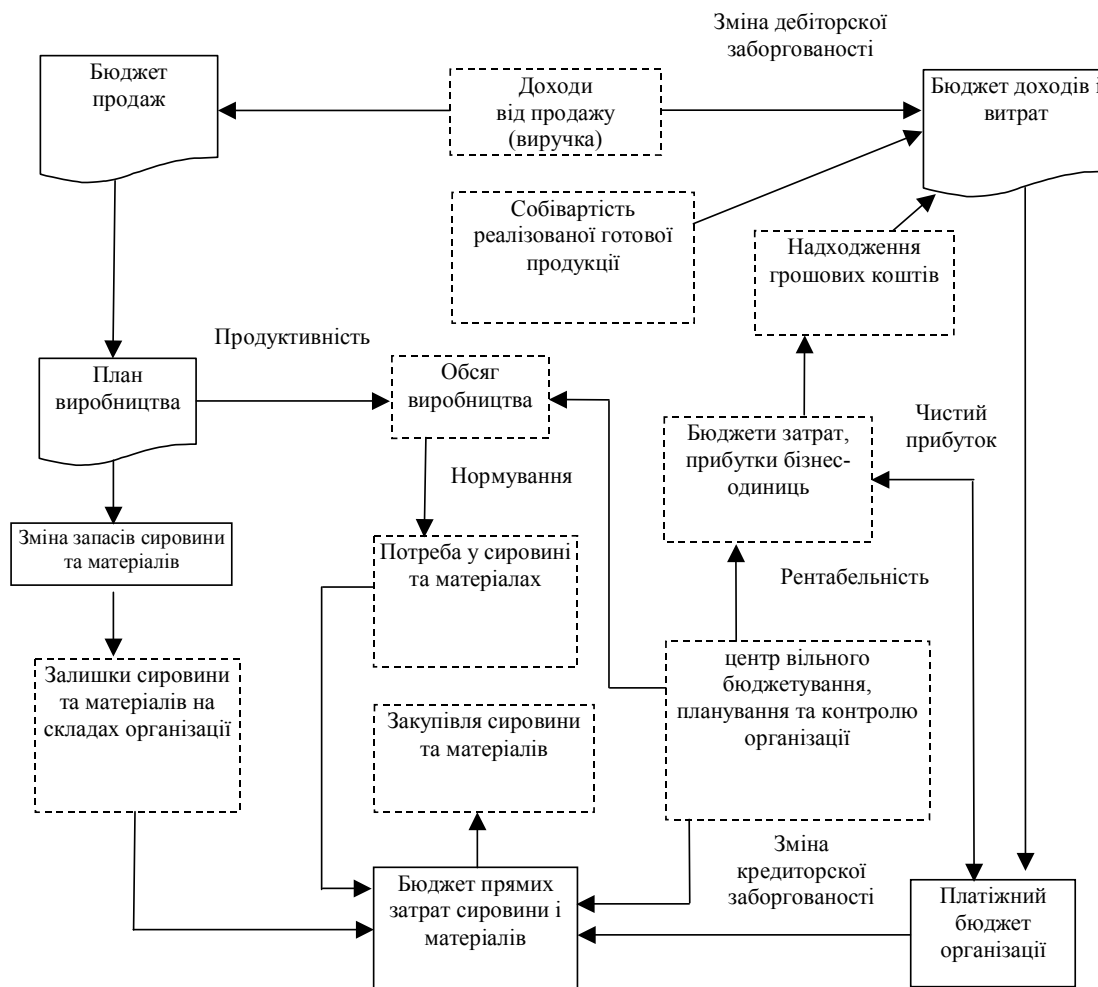 Зміна дебіторскої
заборгованості
Бюджет
продаж
Доходи
від продажу
(виручка)
Бюджет доходів і
витрат
Собівартість
реалізованої готової
продукції
Надходження
грошових коштів
Продуктивність
План
виробництва
Обсяг
виробництва
Бюджети затрат,
прибутки бізнес-
одиниць
Чистий
прибуток
Нормування
Зміна запасів сировини
та матеріалів
Потреба у сировині
та матеріалах
Рентабельність
Залишки сировини
та матеріалів на
складах організації
центр вільного
бюджетування,
планування та контролю
організації
Закупівля сировини
та матеріалів
Зміна
кредиторскої
заборгованості
Бюджет прямих
затрат сировини і
матеріалів
Платіжний
бюджет
організації